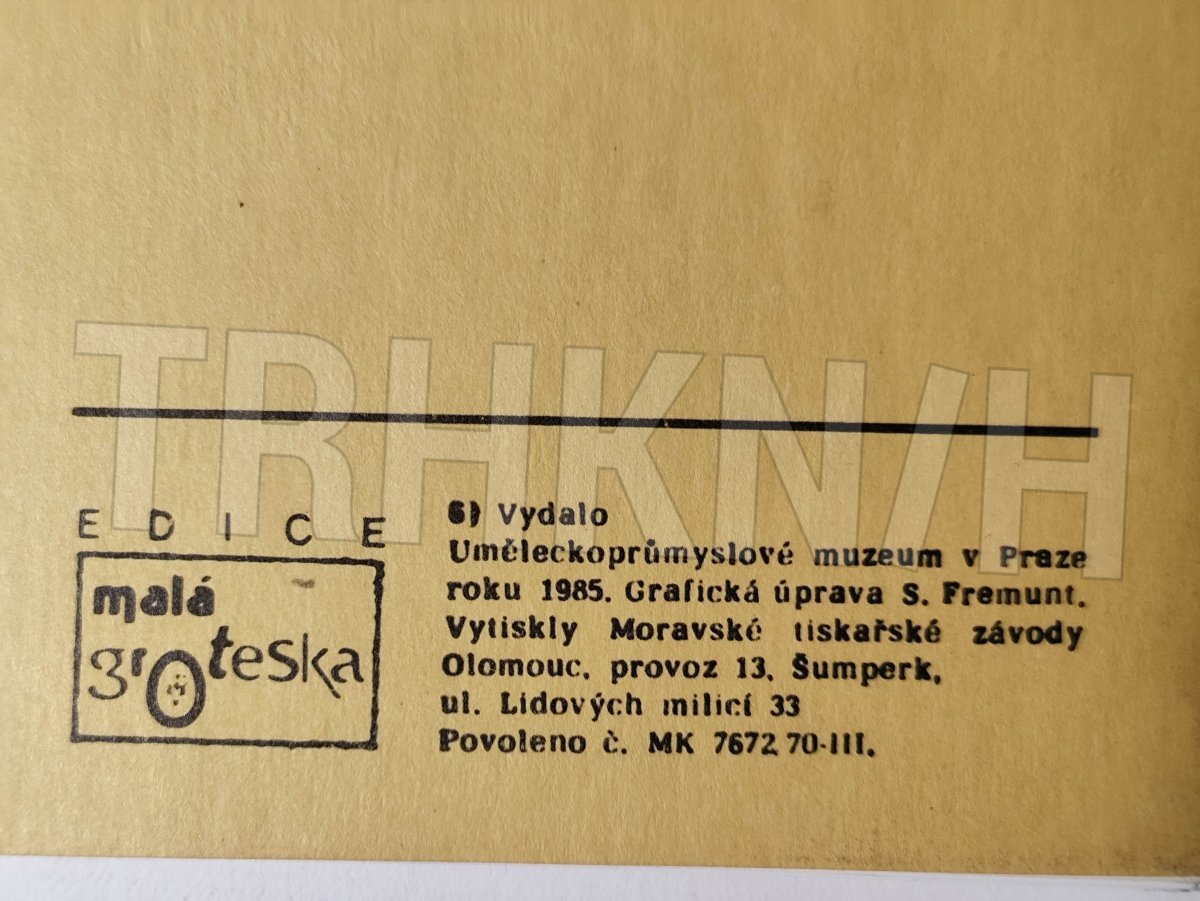 TRHKN/H
EDICE
malá
groteska
6) Vydalo
Uměleckoprůmyslové muzeum v Praze
roku 1985. Grafická úprava S. Fremunt.
Vytiskly Moravské tiskařské závody
Olomouc, provoz 13, Šumperk,
ul. Lidových milicí 33
Povoleno č. MK 7672 70-III.